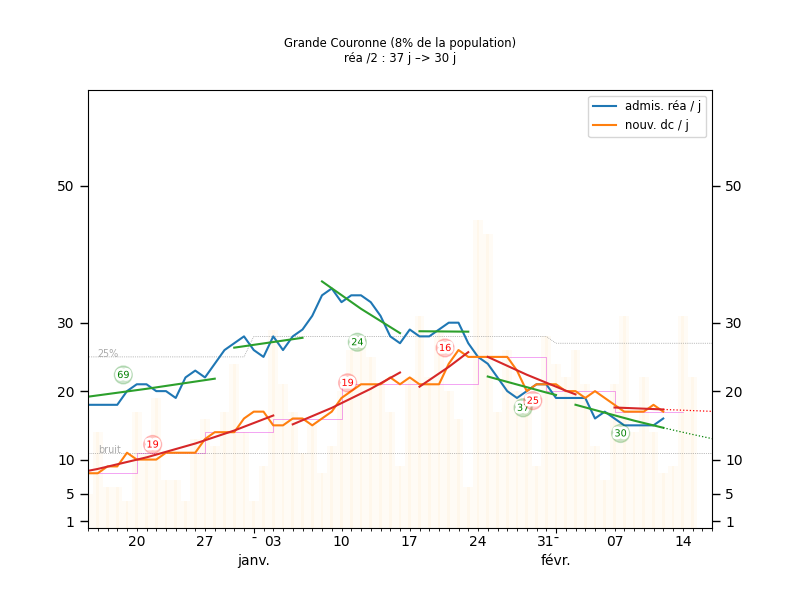 Grande Couronne (8% de la population)
réa /2 : 37 j –> 30 j
admis. réa / j
nouv. dc / j
50 50
30 30
25%
24
16
69
19
20 20
37
25
30
bruit
19
10 10
5 5
1 1
20 27 03 10 17 24 31 07 14
janv. févr.